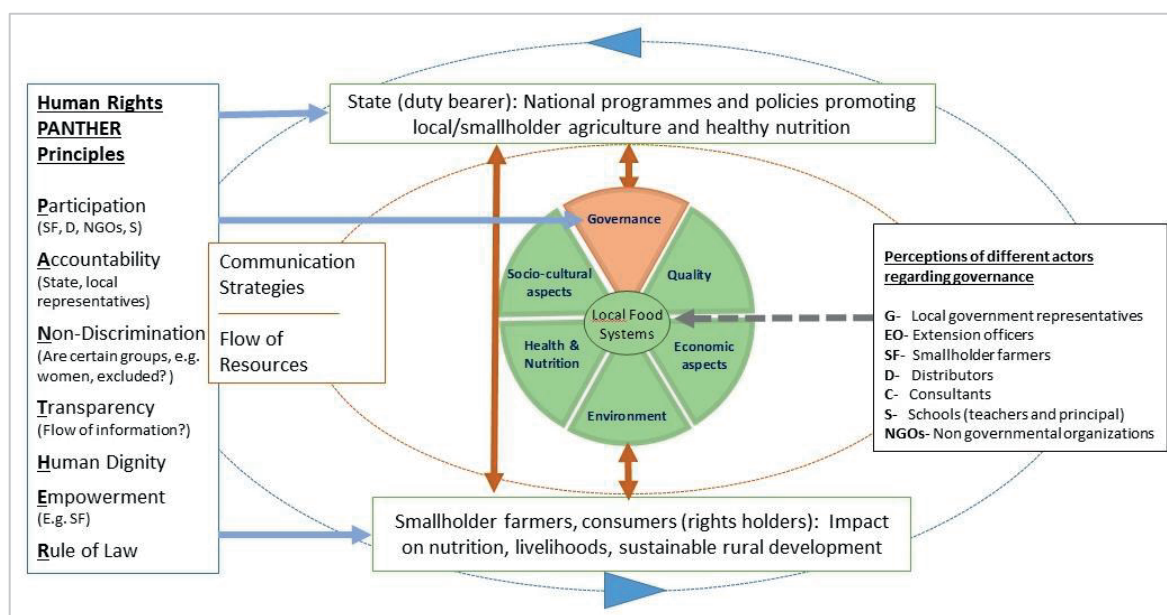 Human Rights
PANTHER
Principles
Participation
(SF, D, NGOs, S)
Accountability
(State, local
representatives)
Non-Discrimination
(Are certain groups, e.g.
women, excluded?)
Transparency
(Flow of information?)
Human Dignity
Empowerment
(E.g. SF)
Rule of Law
Communication
Strategies
Flow of
Resources
State (duty bearer): National programmes and policies promoting
local/smallholder agriculture and healthy nutrition
Governance
Socio-cultural
aspects
Quality
Local Food
Systems
Health &
Nutrition
Economic
aspects
Environment
Smallholder farmers, consumers (rights holders): Impact
on nutrition, livelihoods, sustainable rural development
Perceptions of different actors
regarding governance
G- Local government representatives
EO- Extension officers
SF- Smallholder farmers
D- Distributors
C- Consultants
S- Schools (teachers and principal)
NGOs- Non governmental organizations